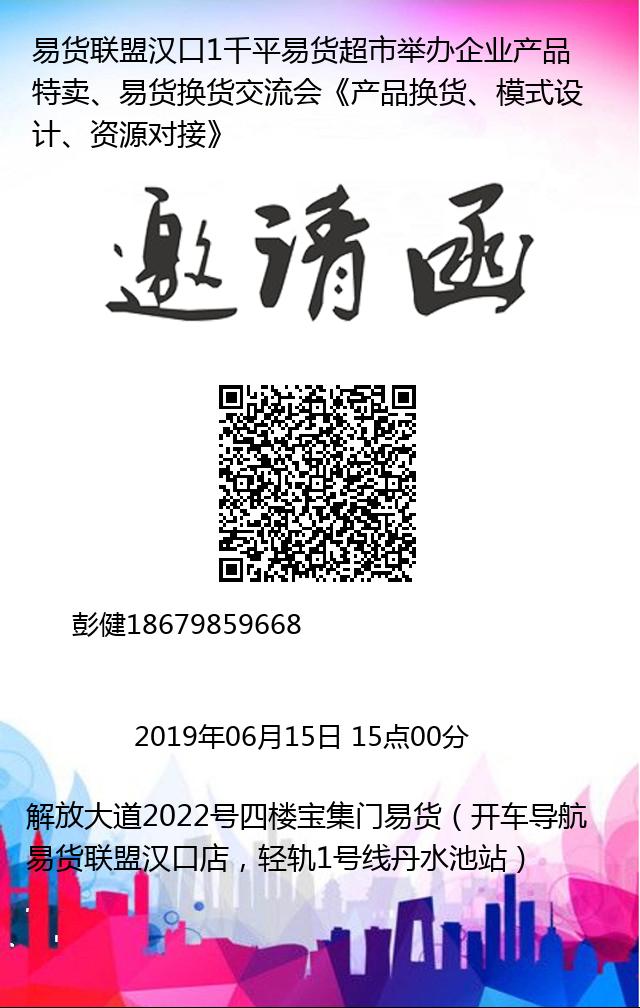 易货联盟汉口1千平易货超市举办企业产品
特卖、易货换货交流会《产品换货、模式设
计、资源对接》
邀请函
彭健18679859668
2019年06月15日 15点00分
解放大道2022号四楼宝集门易货（开车导航
易货联盟汉口店，轻轨1号线丹水池站）